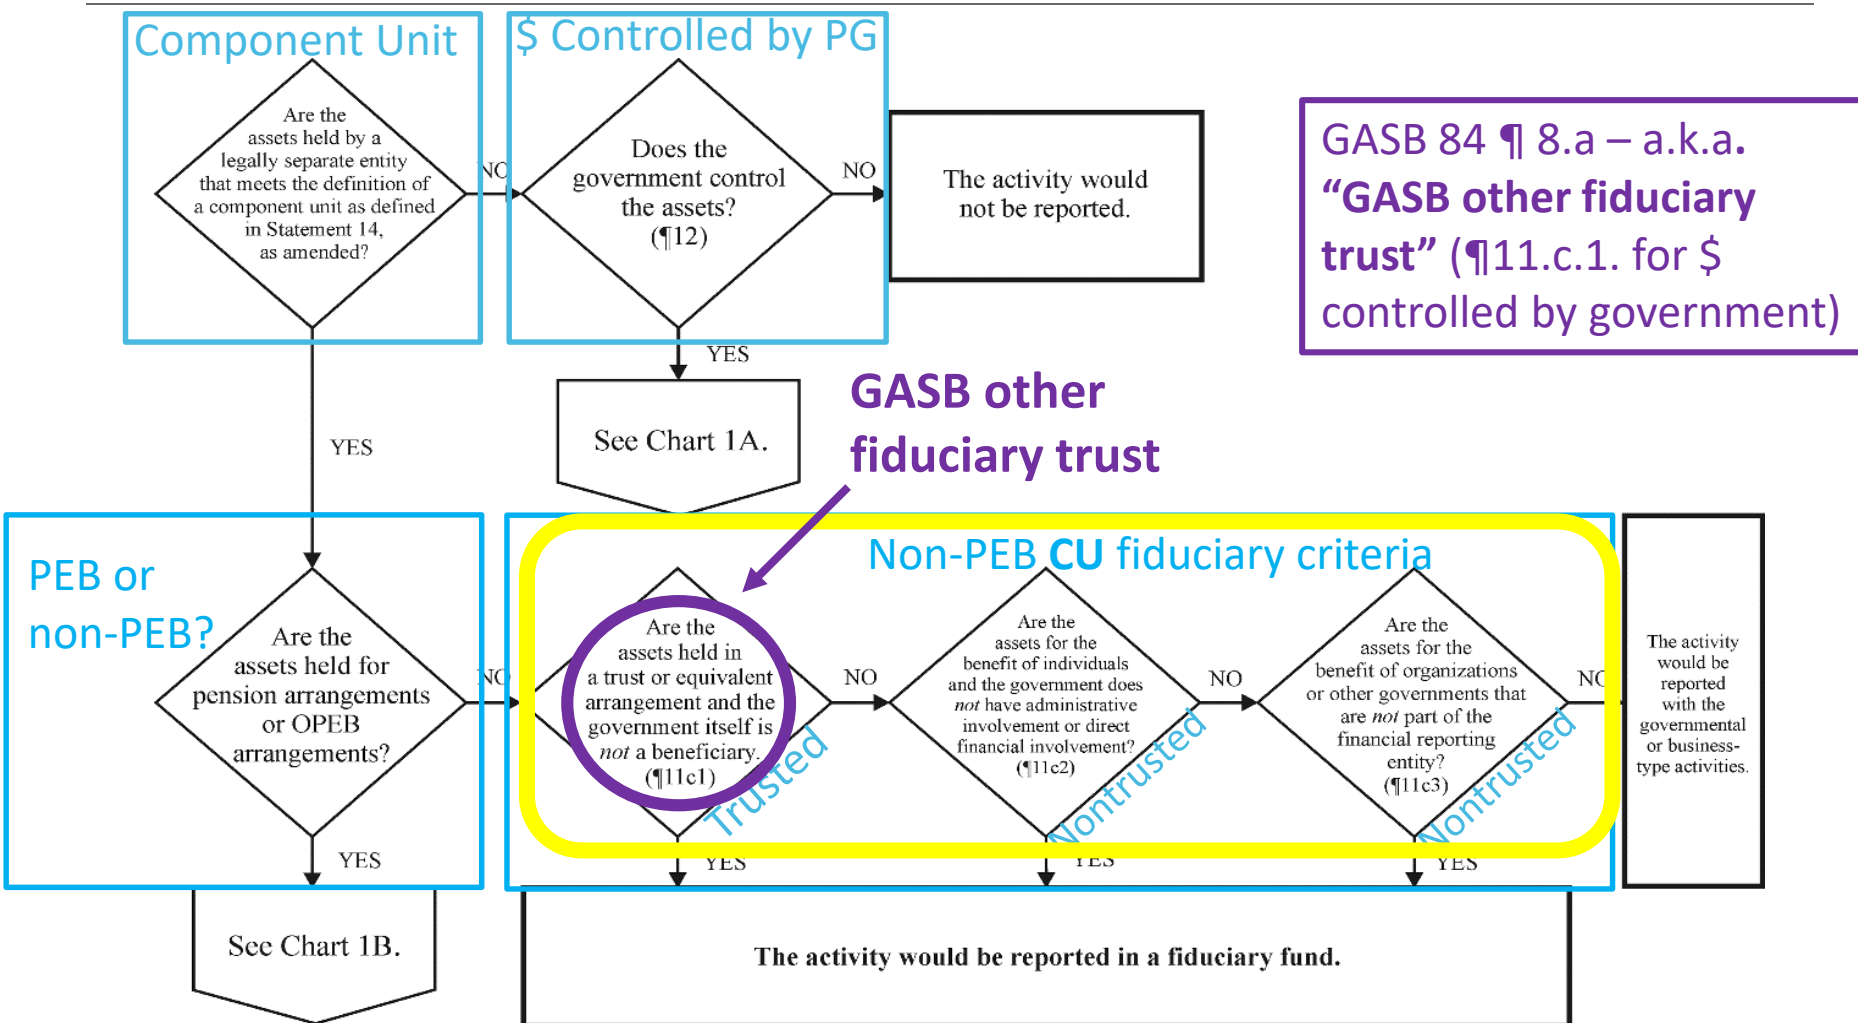 Component Unit
Are the
assets held by a
legally separate entity
that meets the definition of
a component unit as defined
in Statement 14,
as amended?
NO
$ Controlled by PG
Does the
government control
the assets?
(¶12)
NO
The activity would
not be reported.
GASB 84 ¶ 8.a – a.k.a.
“GASB other fiduciary
trust” (¶11.c.1. for $
controlled by government)
YES
See Chart 1A.
GASB other
fiduciary trust
YES
PEB or
non-PEB?
Are the
assets held for
pension arrangements
or OPEB
arrangements?
NO
Non-PEB CU fiduciary criteria
Are the
assets held in
a trust or equivalent
arrangement and the
government itself is
not a beneficiary.
(¶11c1)
Trusted
NO
Are the
assets for the
benefit of individuals
and the government does
not have administrative
involvement or direct
financial involvement?
(¶11c2)
Nontrusted
NO
Are the
assets for the
benefit of organizations
or other governments that
are not part of the
financial reporting
entity?
(¶11c3)
Nontrusted
NO
The activity
would be
reported
with the
governmental
or business-
type activities.
YES
YES
YES
YES
See Chart 1B.
The activity would be reported in a fiduciary fund.